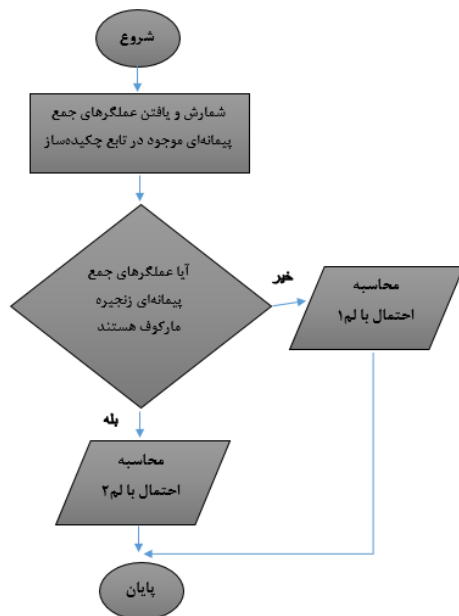 شروع
شمارش و یافتن عملگرهای جمع
پیمانه‌ای موجود در تابع چکیده‌ساز
آیا عملگرهای جمع
پیمانه‌ای زنجیره
مارکوف هستند
خیر
محاسبه
احتمال با لم۱
بله
محاسبه
احتمال با لم۲
پایان